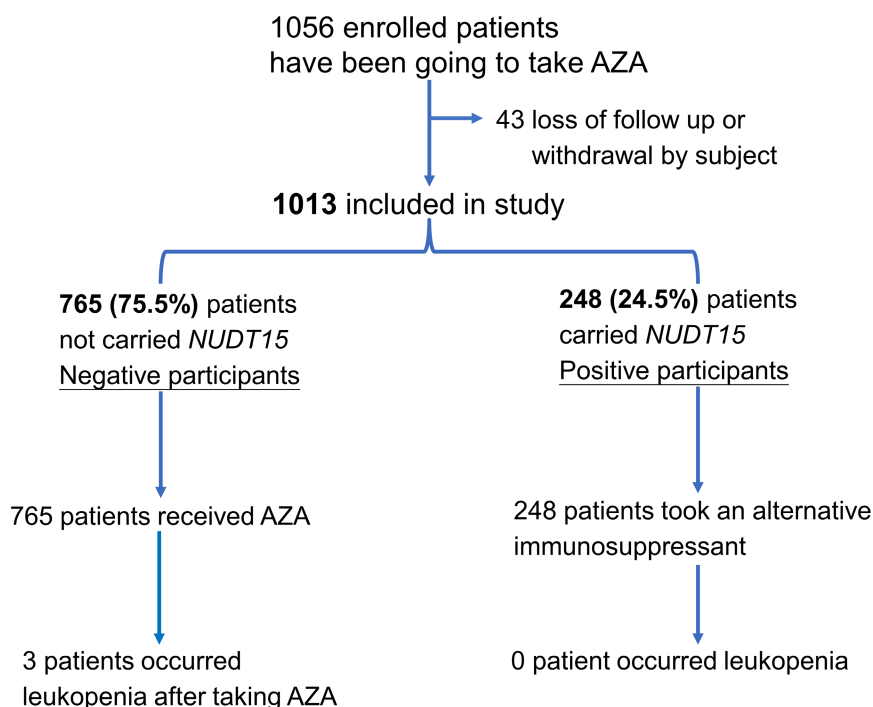 1056 enrolled patients
have been going to take AZA
43 loss of follow up or
withdrawal by subject
1013 included in study
765 (75.5%) patients
not carried NUDT15
Negative participants
248 (24.5%) patients
carried NUDT15
Positive participants
765 patients received AZA
248 patients took an alternative
immunosuppressant
3 patients occurred
leukopenia after taking AZA
0 patient occurred leukopenia